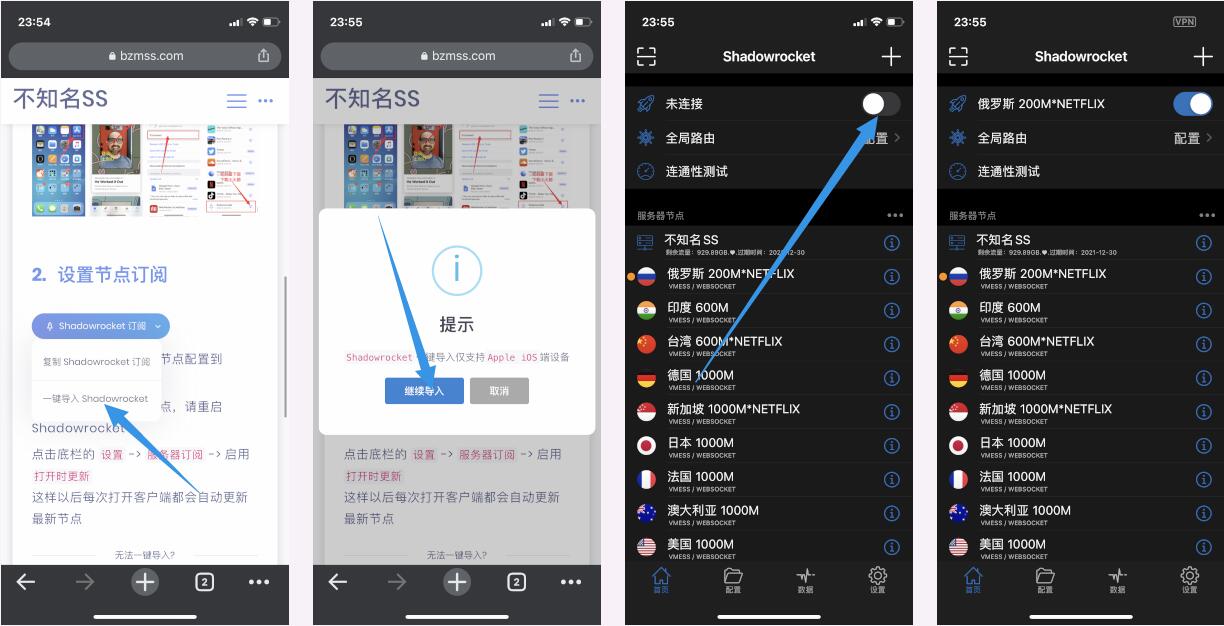 23:54
bzmss.com
不知名SS
2. 设置节点订阅
Shadowrocket 订阅
复制 Shadowrocket 订阅
节点配置到
一键导入 Shadowrocket
点，请重启
Shadowrocket
点击底栏的 设置 -> 服务器订阅 -> 启用
打开时更新
这样以后每次打开客户端都会自动更新
最新节点
无法一键导入?
2
23:55
bzmss.com
不知名SS
提示
Shadowrocket 一键导入仅支持 Apple iOS 端设备
继续导入
取消
点击底栏的 设置 -> 服务器订阅 -> 启用
打开时更新
这样以后每次打开客户端都会自动更新
最新节点
无法一键导入?
2
23:55
Shadowrocket
未连接
全局路由
配置
连通性测试
服务器节点
不知名SS
剩余流量：929.89GB.♥.过期时间：2021-12-30
俄罗斯 200M*NETFLIX
VMESS / WEBSOCKET
印度 600M
VMESS / WEBSOCKET
台湾 600M*NETFLIX
VMESS / WEBSOCKET
德国 1000M
VMESS / WEBSOCKET
新加坡 1000M*NETFLIX
VMESS / WEBSOCKET
日本 1000M
VMESS / WEBSOCKET
法国 1000M
VMESS / WEBSOCKET
澳大利亚 1000M
VMESS / WEBSOCKET
美国 1000M
VMESS / WEBSOCKET
首页
配置
数据
设置
23:55
VPN
Shadowrocket
俄罗斯 200M*NETFLIX
全局路由
配置
连通性测试
服务器节点
不知名SS
剩余流量：929.89GB.♥.过期时间：2021-12-30
俄罗斯 200M*NETFLIX
VMESS / WEBSOCKET
印度 600M
VMESS / WEBSOCKET
台湾 600M*NETFLIX
VMESS / WEBSOCKET
德国 1000M
VMESS / WEBSOCKET
新加坡 1000M*NETFLIX
VMESS / WEBSOCKET
日本 1000M
VMESS / WEBSOCKET
法国 1000M
VMESS / WEBSOCKET
澳大利亚 1000M
VMESS / WEBSOCKET
美国 1000M
VMESS / WEBSOCKET
首页
配置
数据
设置